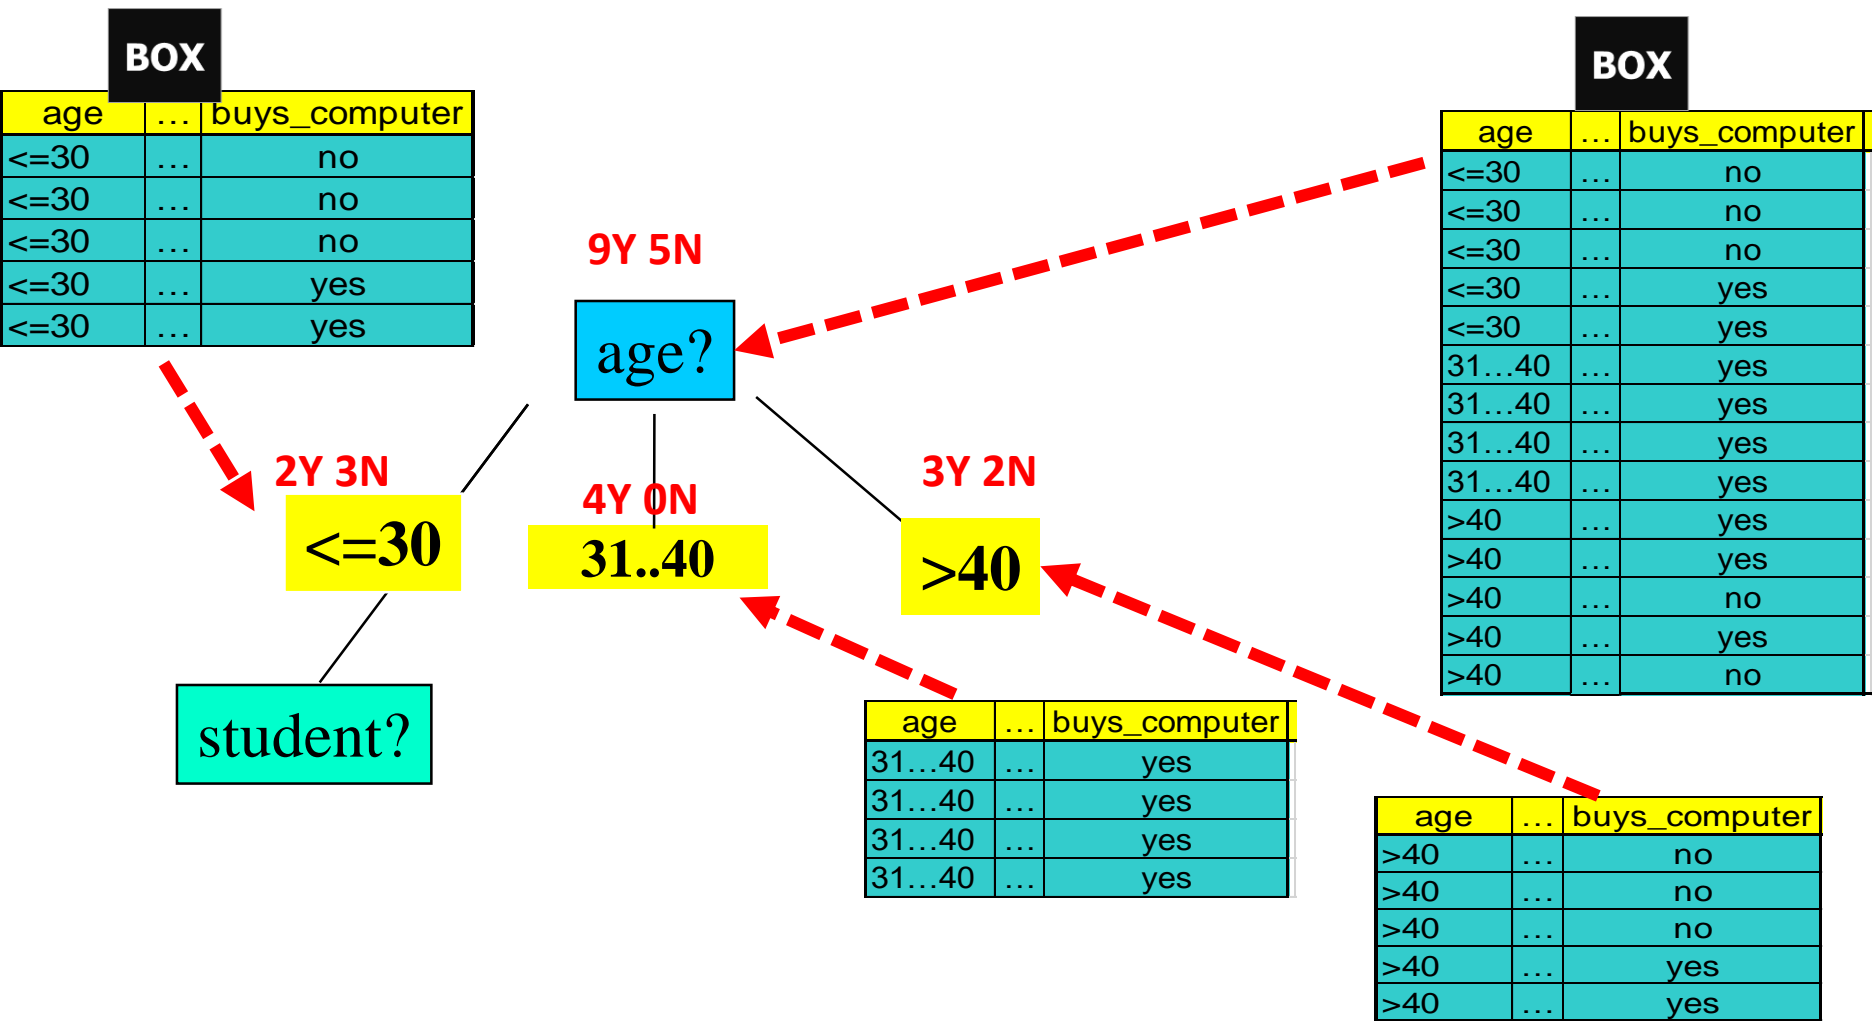 BOX
age … buys_computer
<=30 … no
<=30 … no
<=30 … no
<=30 … yes
<=30 … yes
BOX
age … buys_computer
<=30 … no
<=30 … no
<=30 … no
<=30 … yes
<=30 … yes
31…40 … yes
31…40 … yes
31…40 … yes
31…40 … yes
>40 … yes
>40 … yes
>40 … no
>40 … yes
>40 … no
9Y 5N
age?
2Y 3N
<=30
4Y 0N
31..40
3Y 2N
>40
student?
age … buys_computer
31…40 … yes
31…40 … yes
31…40 … yes
31…40 … yes
age … buys_computer
>40 … no
>40 … no
>40 … no
>40 … yes
>40 … yes